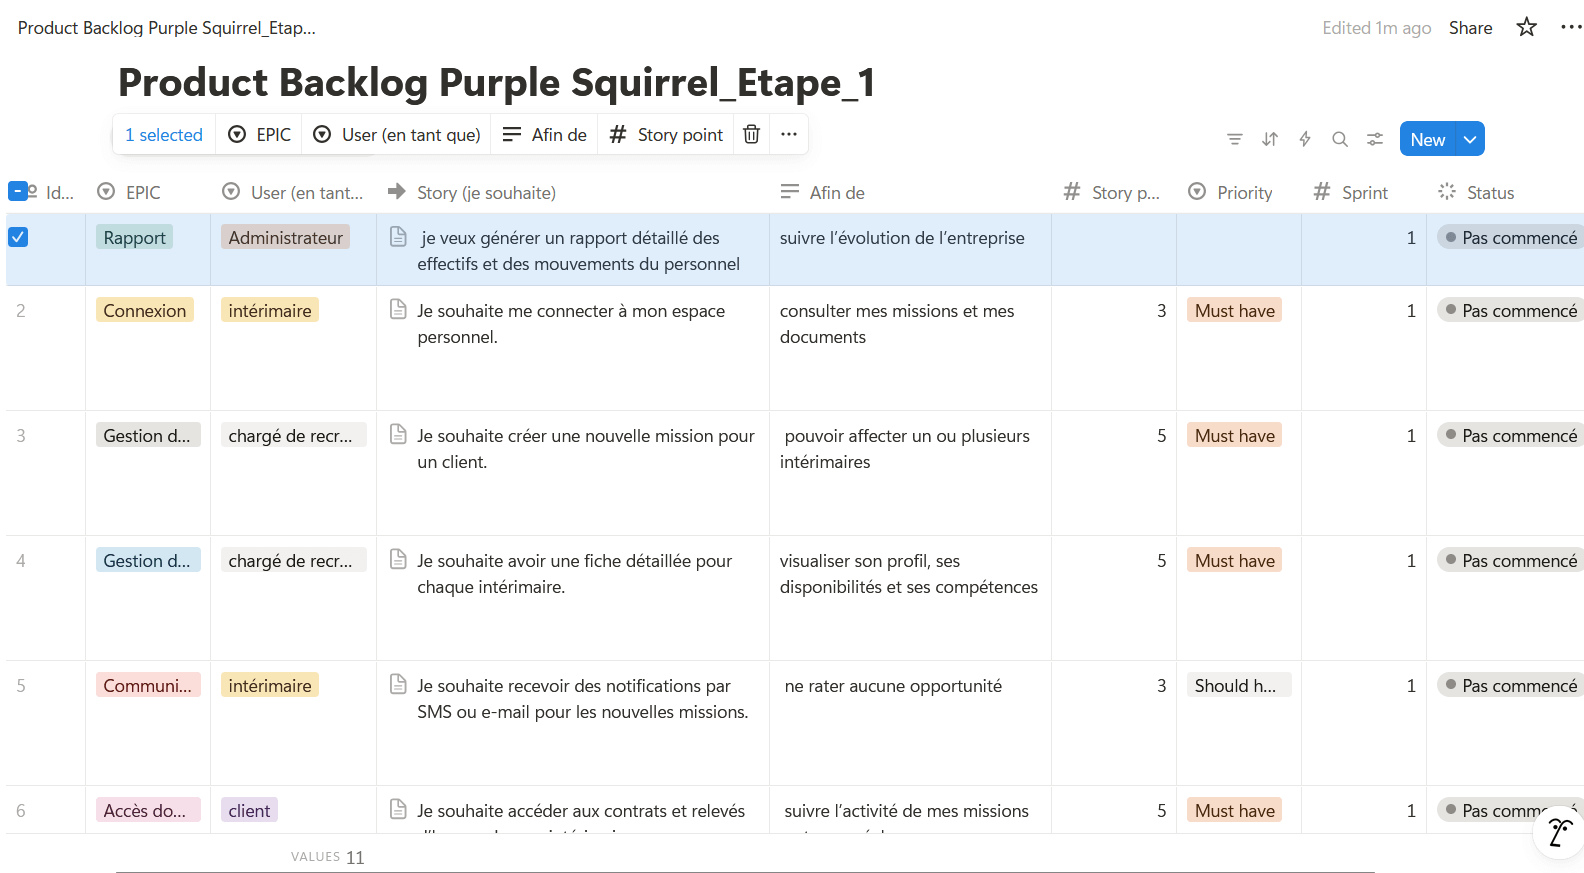 Product Backlog Purple Squirrel_Etap...
Edited 1m ago Share
Product Backlog Purple Squirrel_Etape_1
1 selected EPIC User (en tant que) Afin de Story point
New
Id... EPIC User (en tant... Story (je souhaite) Afin de Story p... Priority Sprint Status
Rapport Administrateur je veux générer un rapport détaillé des suivre l'évolution de l'entreprise 1 Pas commencé
effectifs et des mouvements du personnel
2 Connexion intérimaire Je souhaite me connecter à mon espace consulter mes missions et mes 3 Must have 1 Pas commencé
personnel. documents
3 Gestion d... chargé de recr... Je souhaite créer une nouvelle mission pour pouvoir affecter un ou plusieurs 5 Must have 1 Pas commencé
un client. intérimaires
4 Gestion d... chargé de recr... Je souhaite avoir une fiche détaillée pour visualiser son profil, ses 5 Must have 1 Pas commencé
chaque intérimaire. disponibilités et ses compétences
5 Communi... intérimaire Je souhaite recevoir des notifications par ne rater aucune opportunité 3 Should h... 1 Pas commencé
SMS ou e-mail pour les nouvelles missions.
6 Accès do... client Je souhaite accéder aux contrats et relevés suivre l'activité de mes missions 5 Must have 1 Pas
VALUES 11